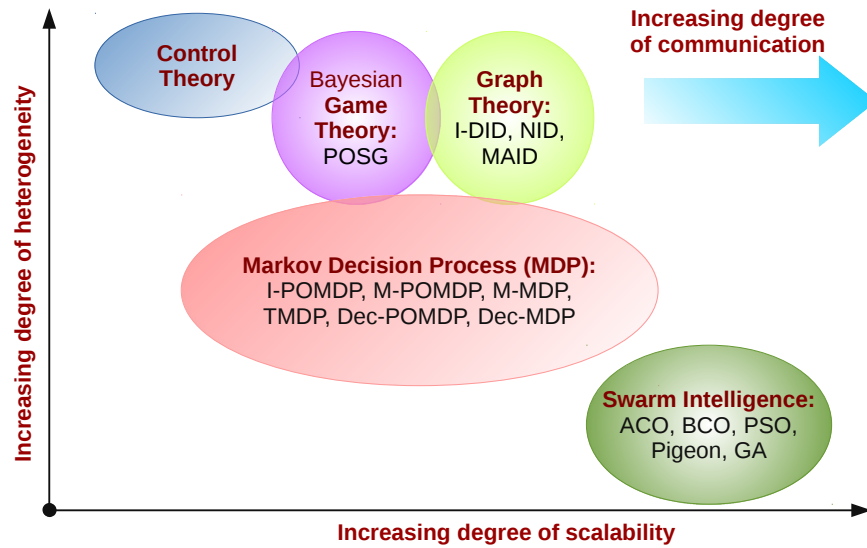 Increasing degree
of communication
Control
Theory
Bayesian
Game
Theory:
POSG
Graph
Theory:
I-DID, NID,
MAID
Markov Decision Process (MDP):
I-POMDP, M-POMDP, M-MDP,
TMDP, Dec-POMDP, Dec-MDP
Swarm Intelligence:
ACO, BCO, PSO,
Pigeon, GA
Increasing degree of heterogeneity
Increasing degree of scalability